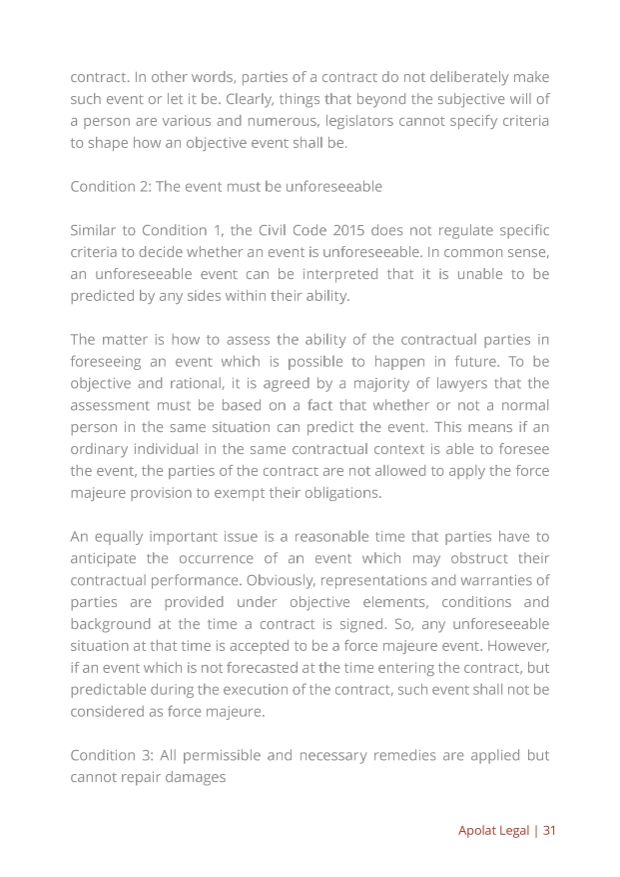 contract. In other words, parties of a contract do not deliberately make
such event or let it be. Clearly, things that beyond the subjective will of
a person are various and numerous, legislators cannot specify criteria
to shape how an objective event shall be.
Condition 2: The event must be unforeseeable
Similar to Condition 1, the Civil Code 2015 does not regulate specific
criteria to decide whether an event is unforeseeable. In common sense,
an unforeseeable event can be interpreted that it is unable to be
predicted by any sides within their ability.
The matter is how to assess the ability of the contractual parties in
foreseeing an event which is possible to happen in future. To be
objective and rational, it is agreed by a majority of lawyers that the
assessment must be based on a fact that whether or not a normal
person in the same situation can predict the event. This means if an
ordinary individual in the same contractual context is able to foresee
the event, the parties of the contract are not allowed to apply the force
majeure provision to exempt their obligations.
An equally important issue is a reasonable time that parties have to
anticipate the occurrence of an event which may obstruct their
contractual performance. Obviously, representations and warranties of
parties are provided under objective elements, conditions and
background at the time a contract is signed. So, any unforeseeable
situation at that time is accepted to be a force majeure event. However,
if an event which is not forecasted at the time entering the contract, but
predictable during the execution of the contract, such event shall not be
considered as force majeure.
Condition 3: All permissible and necessary remedies are applied but
cannot repair damages
Apolat Legal | 31